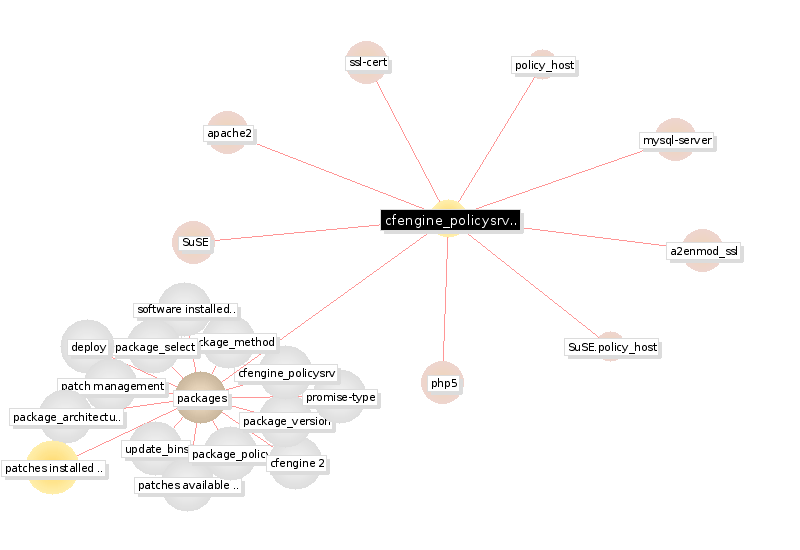 ssl-cert
policy_host
apache2
mysql-server
cfengine_policysrv..
SuSE
a2enmod_ssl
software installed..
deploy
package_select
ckage_method
SuSE.policy_host
cfengine_policysrv
patch management
php5
packages
promise-type
package_architectu..
package_version
update_bins
package_policy
cfengine 2
patches installed ..
patches available ..